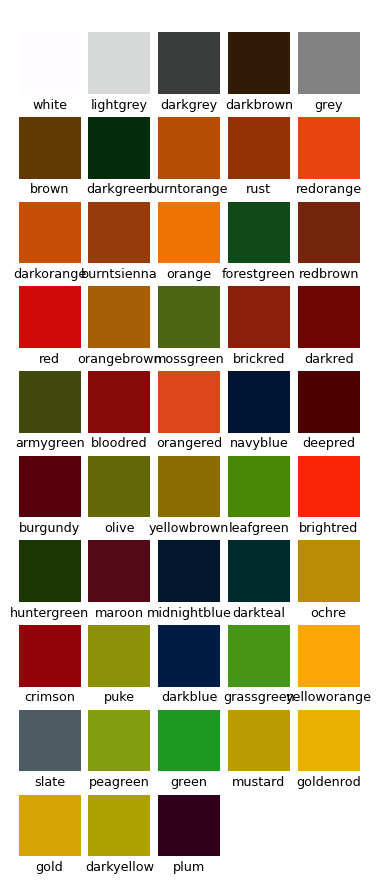 white lightgrey darkgrey darkbrown grey
brown darkgreen burntorange rust redorange
darkorange burntsienna orange forestgreen redbrown
red orangebrown mossgreen brickred darkred
armygreen bloodred orangered navyblue deepred
burgundy olive yellowbrown leafgreen brightred
huntergreen maroon midnightblue darkteal ochre
crimson puke darkblue grassgreen yelloworange
slate peagreen green mustard goldenrod
gold darkyellow plum